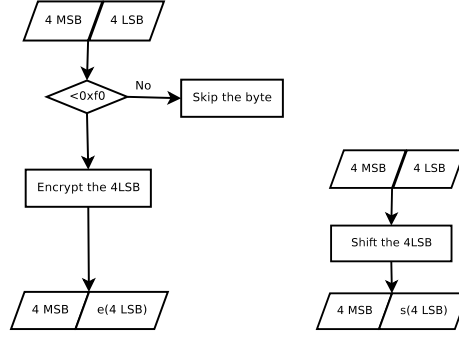 4 MSB
4 LSB
<0xf0
No
Skip the byte
Encrypt the 4LSB
4 MSB
e(4 LSB)
4 MSB
4 LSB
Shift the 4LSB
4 MSB
s(4 LSB)